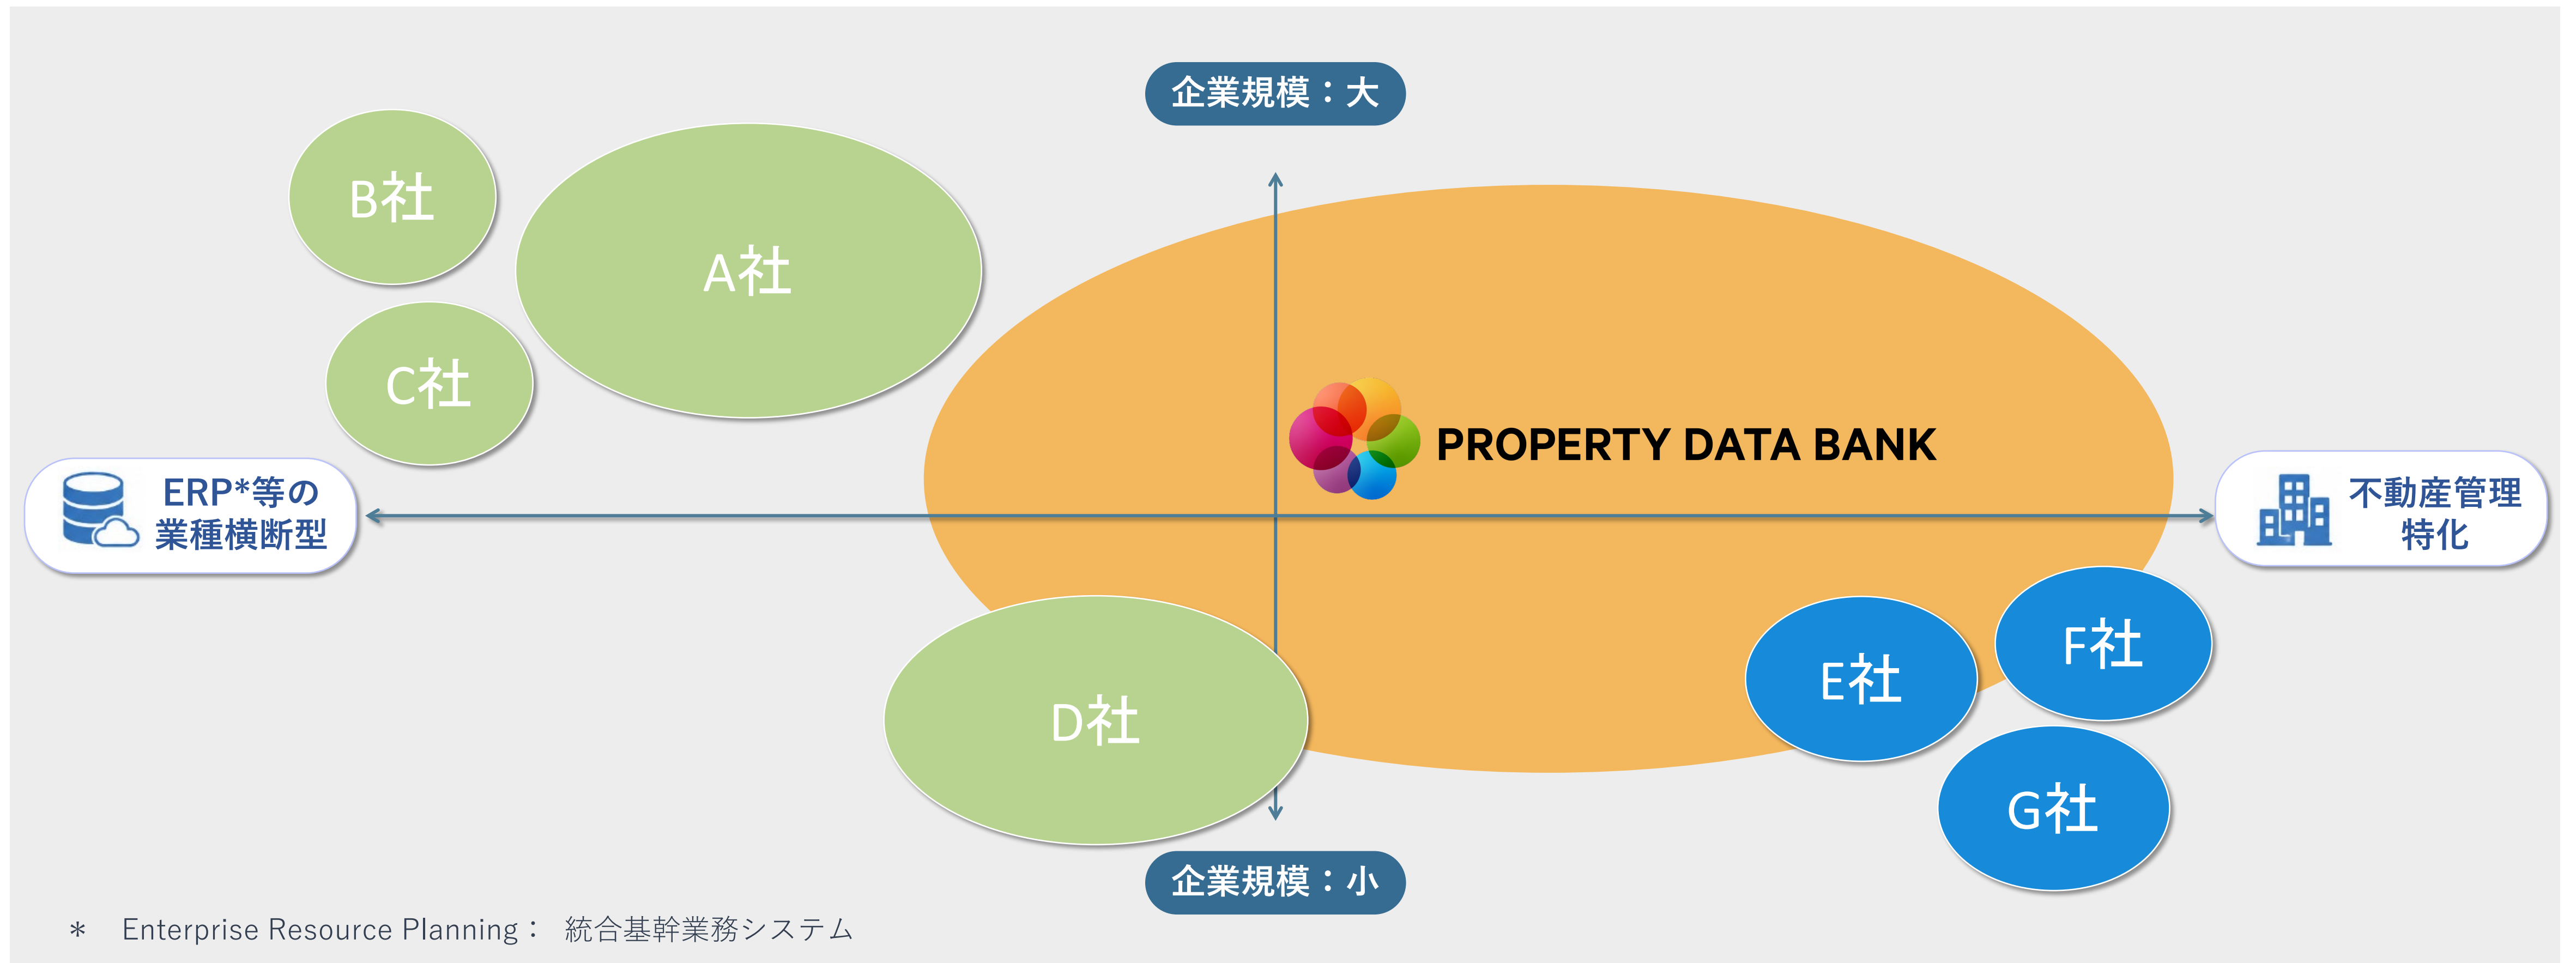 企業規模：大
B社
A社
C社
PROPERTY DATA BANK
ERP*等の
業種横断型
不動産管理
特化
D社
E社
F社
G社
企業規模：小
＊　Enterprise Resource Planning：　統合基幹業務システム